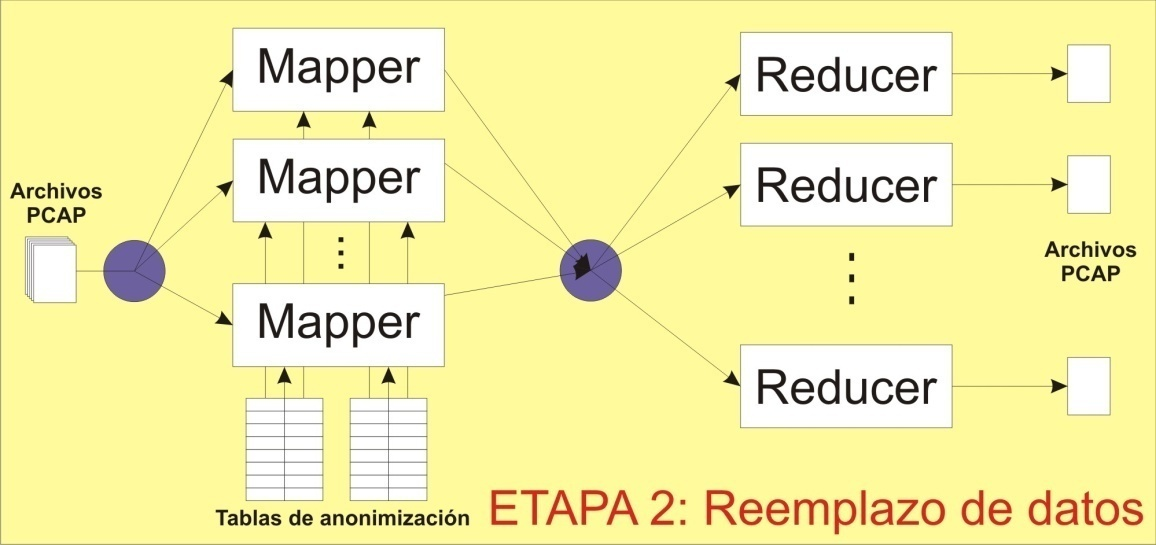 Mapper
Mapper
Mapper
Archivos
PCAP
Reducer
Reducer
Reducer
Archivos
PCAP
Tablas de anonimización
ETAPA 2: Reemplazo de datos